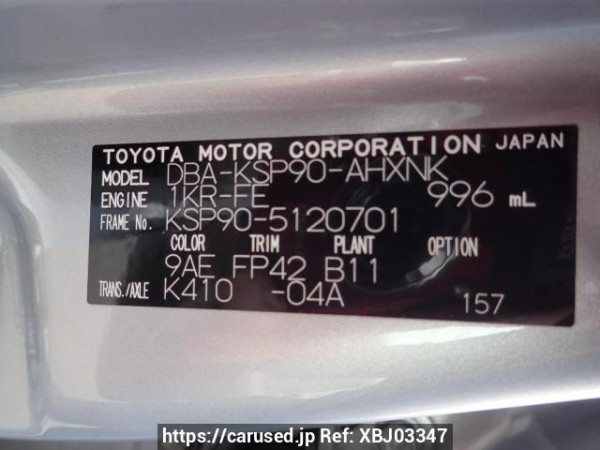 TOYOTA MOTOR CORPORATION JAPAN
MODEL DBA-KSP90-AHXNK
ENGINE 1KR-FE 996 mL
FRAME No. KSP90-5120701
COLOR TRIM PLANT OPTION
9AE FP42 B11
TRANS./AXLE K410 -04A 157
https://carused.jp Ref: XBJ03347